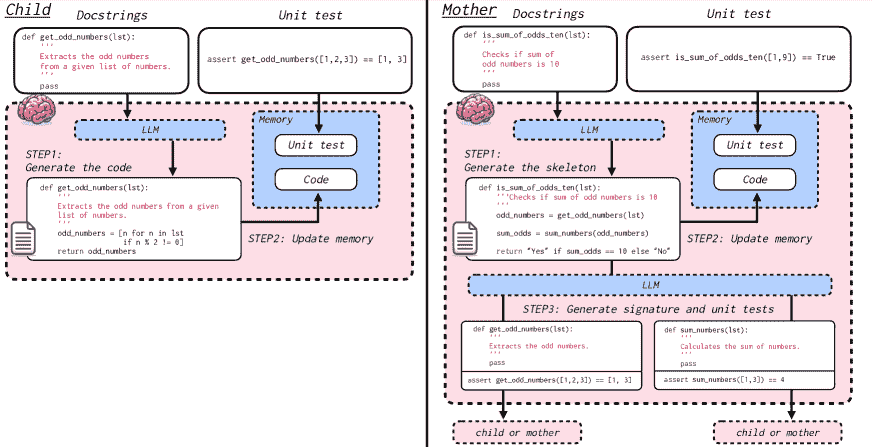 Child
Docstrings
Unit test
def get_odd_numbers(lst):
'''
Extracts the odd numbers
from a given list of numbers.
'''
pass
assert get_odd_numbers([1,2,3]) == [1, 3]
LLM
Memory
Unit test
Code
STEP1:
Generate the code
def get_odd_numbers(lst):
'''
Extracts the odd numbers from a given
list of numbers.
'''
odd_numbers = [n for n in lst
if n % 2 != 0]
return odd_numbers
STEP2: Update memory
Mother
Docstrings
Unit test
def is_sum_of_odds_ten(lst):
'''
Checks if sum of
odd numbers is 10
'''
pass
assert is_sum_of_odds_ten([1,9]) == True
LLM
Memory
Unit test
Code
STEP1:
Generate the skeleton
def is_sum_of_odds_ten(lst):
'''Checks if sum of odd numbers is 10
'''
odd_numbers = get_odd_numbers(lst)
sum_odds = sum_numbers(odd_numbers)
return "Yes" if sum_odds == 10 else "No"
STEP2: Update memory
LLM
STEP3: Generate signature and unit tests
def get_odd_numbers(lst):
'''
Extracts the odd numbers.
'''
pass
assert get_odd_numbers([1,2,3]) == [1, 3]
def sum_numbers(lst):
'''
Calculates the sum of numbers.
'''
pass
assert sum_numbers([1,3]) == 4
child or mother
child or mother